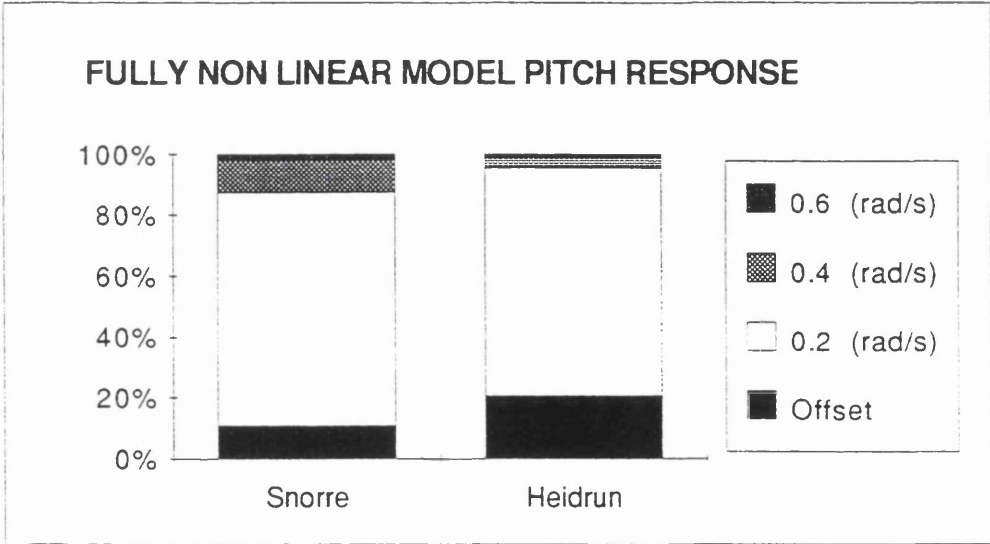 FULLY NON LINEAR MODEL PITCH RESPONSE
100%
80%
60%
40%
20%
0%
Snorre
Heidrun
0.6 (rad/s)
0.4 (rad/s)
0.2 (rad/s)
Offset